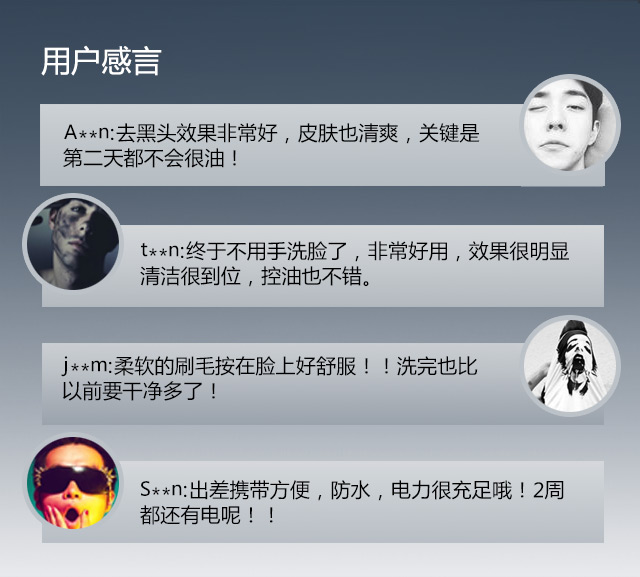 用户感言
A**n:去黑头效果非常好，皮肤也清爽，关键是
第二天都不会很油！
t**n:终于不用手洗脸了，非常好用，效果很明显
清洁很到位，控油也不错。
j**m:柔软的刷毛按在脸上好舒服！！洗完也比
以前要干净多了！
S**n:出差携带方便，防水，电力很充足哦！2周
都还有电呢！！